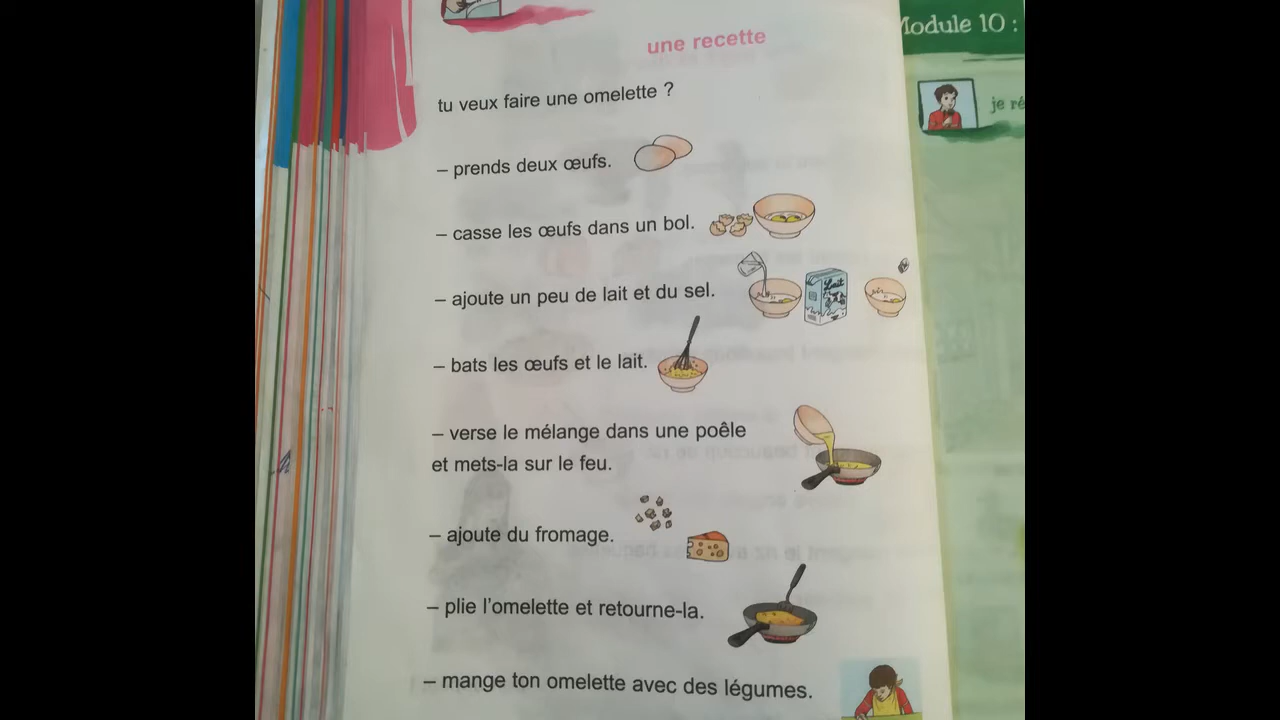 une recette
Module 10 :
je ré
tu veux faire une omelette ?
– prends deux œufs.
– casse les œufs dans un bol.
– ajoute un peu de lait et du sel.
Lait
– bats les œufs et le lait.
– verse le mélange dans une poêle
et mets-la sur le feu.
– ajoute du fromage.
– plie l'omelette et retourne-la.
– mange ton omelette avec des légumes.